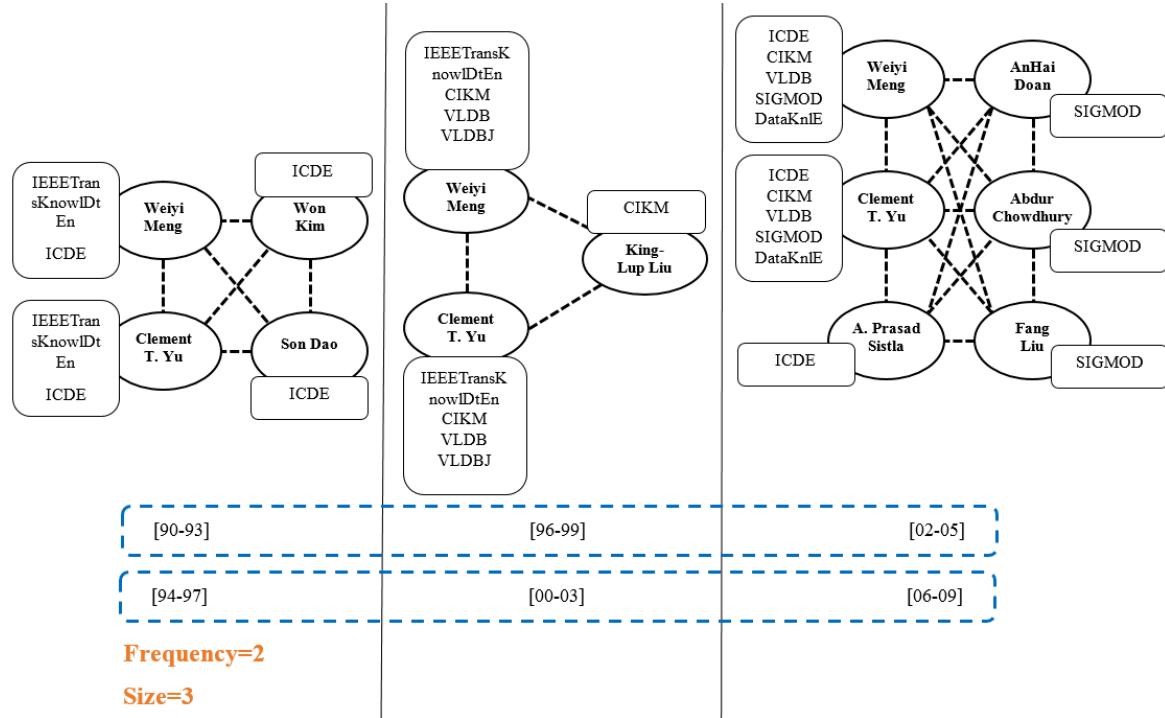 IEEETran
sKnowlDt
En
ICDE
Weiyi
Meng
ICDE
Won
Kim
IEEETran
sKnowlDt
En
ICDE
Clement
T. Yu
Son Dao
ICDE
IEEETransK
nowlDtEn
CIKM
VLDB
VLDBJ
Weiyi
Meng
CIKM
King-
Lup Liu
Clement
T. Yu
IEEETransK
nowlDtEn
CIKM
VLDB
VLDBJ
ICDE
CIKM
VLDB
SIGMOD
DataKnlE
Weiyi
Meng
AnHai
Doan
SIGMOD
ICDE
CIKM
VLDB
SIGMOD
DataKnlE
Clement
T. Yu
Abdur
Chowdhury
SIGMOD
A. Prasad
Sistla
ICDE
Fang
Liu
SIGMOD
[90-93] [96-99] [02-05]
[94-97] [00-03] [06-09]
Frequency=2
Size=3